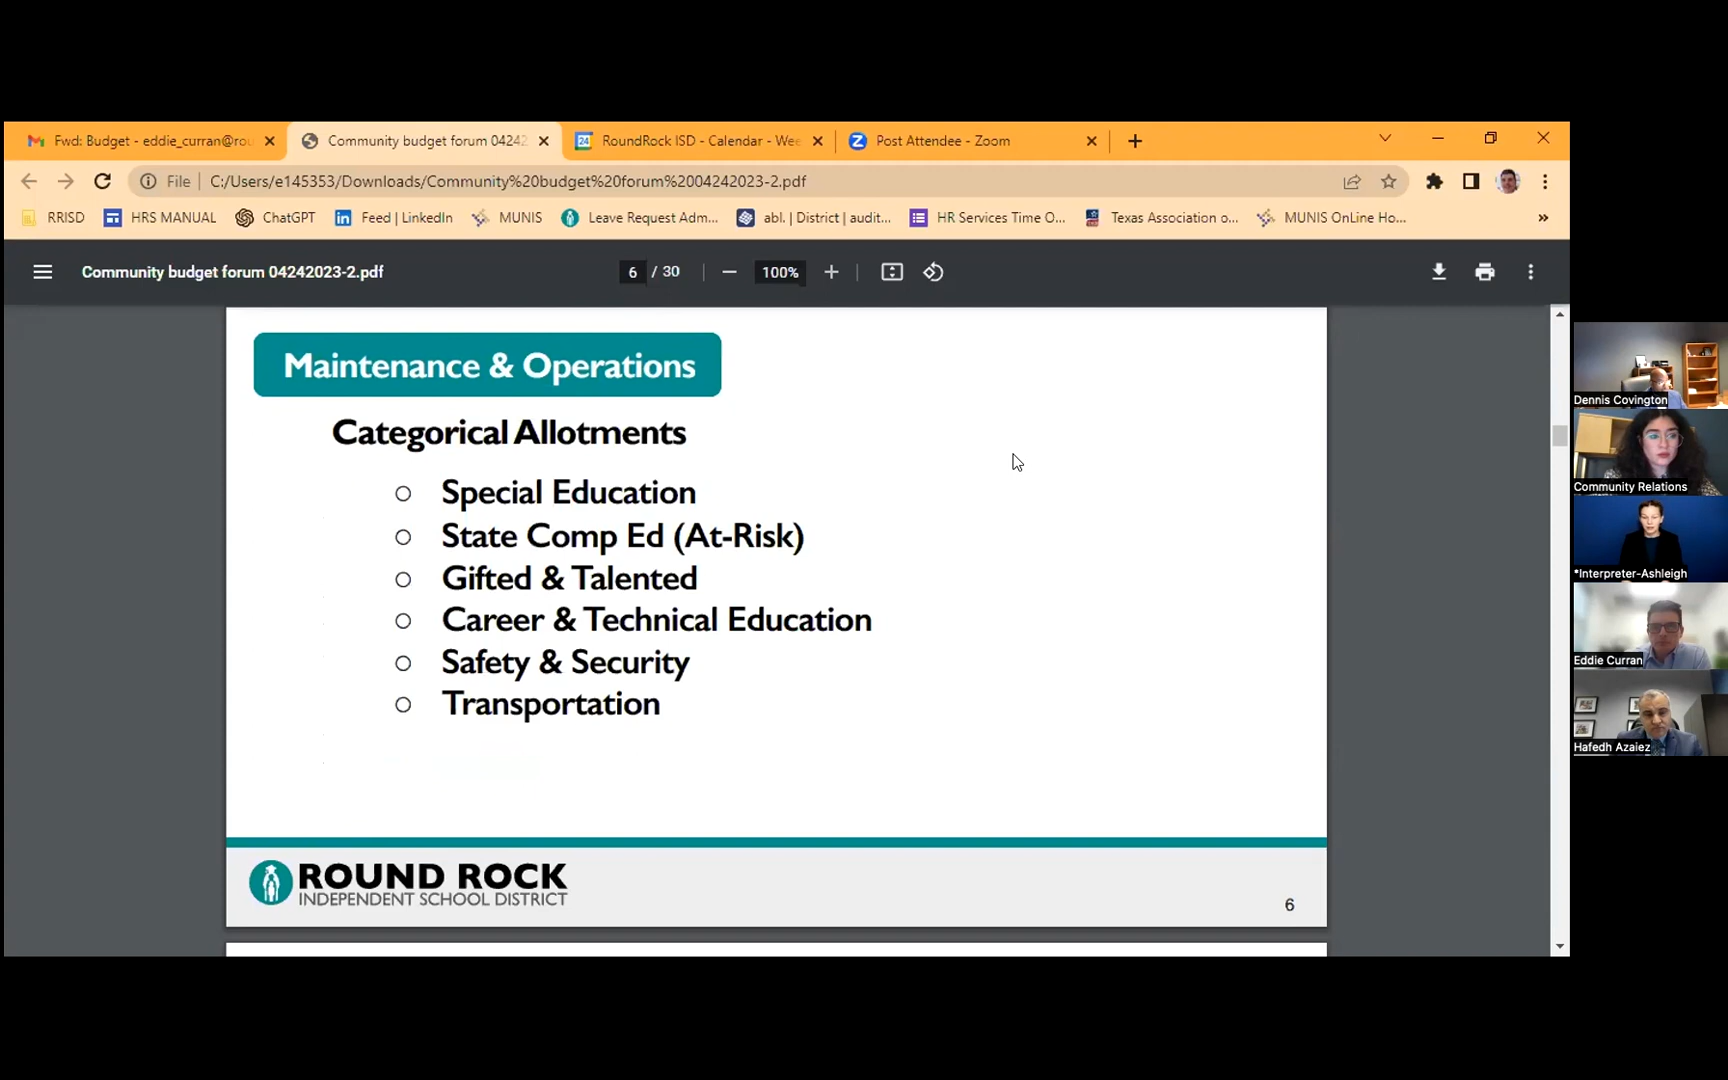 Fwd: Budget - eddie_curran@rou
Community budget forum 04242
RoundRock ISD - Calendar - Wee
Post Attendee - Zoom
File
C:/Users/e145353/Downloads/Community%20budget%20forum%2004242023-2.pdf
RRISD
HRS MANUAL
ChatGPT
Feed | LinkedIn
MUNIS
Leave Request Adm...
abl. | District | audit...
HR Services Time O...
Texas Association o...
MUNIS OnLine Ho...
»
Community budget forum 04242023-2.pdf
6 / 30
100%
Maintenance & Operations
Categorical Allotments
Special Education
State Comp Ed (At-Risk)
Gifted & Talented
Career & Technical Education
Safety & Security
Transportation
ROUND ROCK
INDEPENDENT SCHOOL DISTRICT
6
Dennis Covington
Community Relations
*Interpreter-Ashleigh
Eddie Curran
Hafedh Azaiez